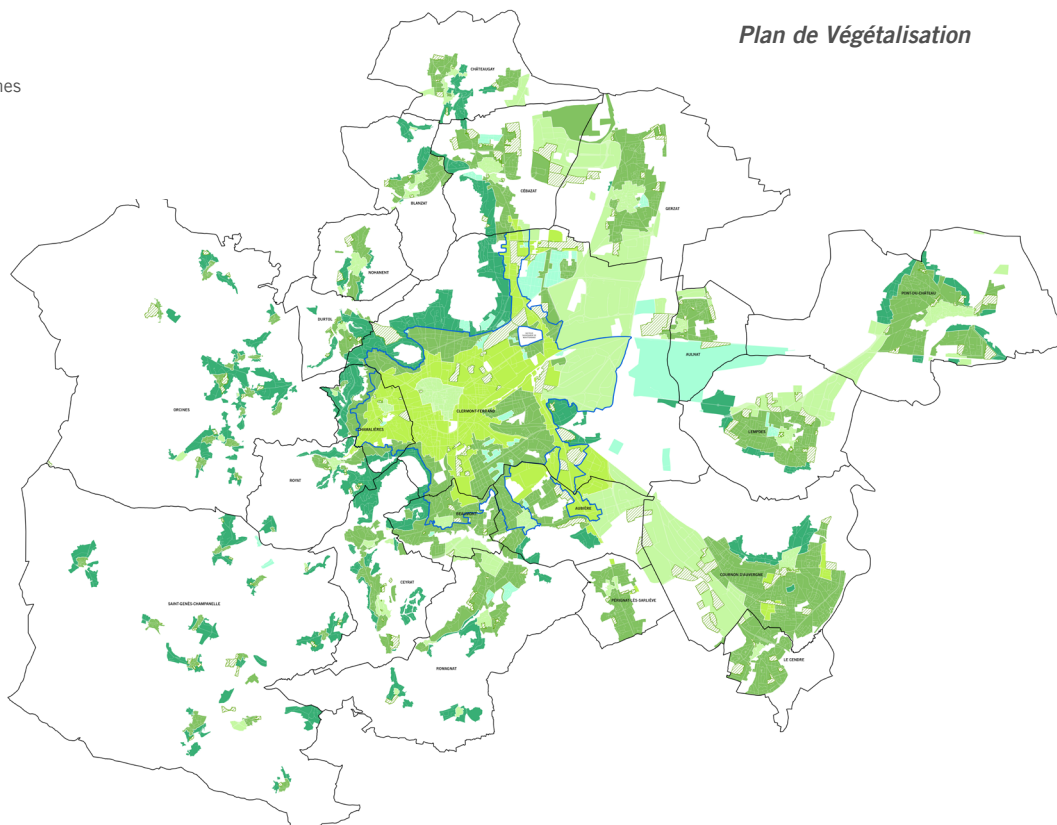 Plan de Végétalisation
nes
CHÂTEAUGAY
CÉBAZAT
BLANZAT
GERZAT
NOHANENT
DURTOL
PONT-DU-CHÂTEAU
AULNAT
ORCINES
CLERMONT-FERRAND
CHAMALIÈRES
LEMPDES
ROYAT
AUBIÈRE
BEAUMONT
COURNON-D'AUVERGNE
CEYRAT
PÉRIGNAT-LÈS-SARLIÈVE
SAINT-GENÈS-CHAMPANELLE
LE CENDRE
ROMAGNAT